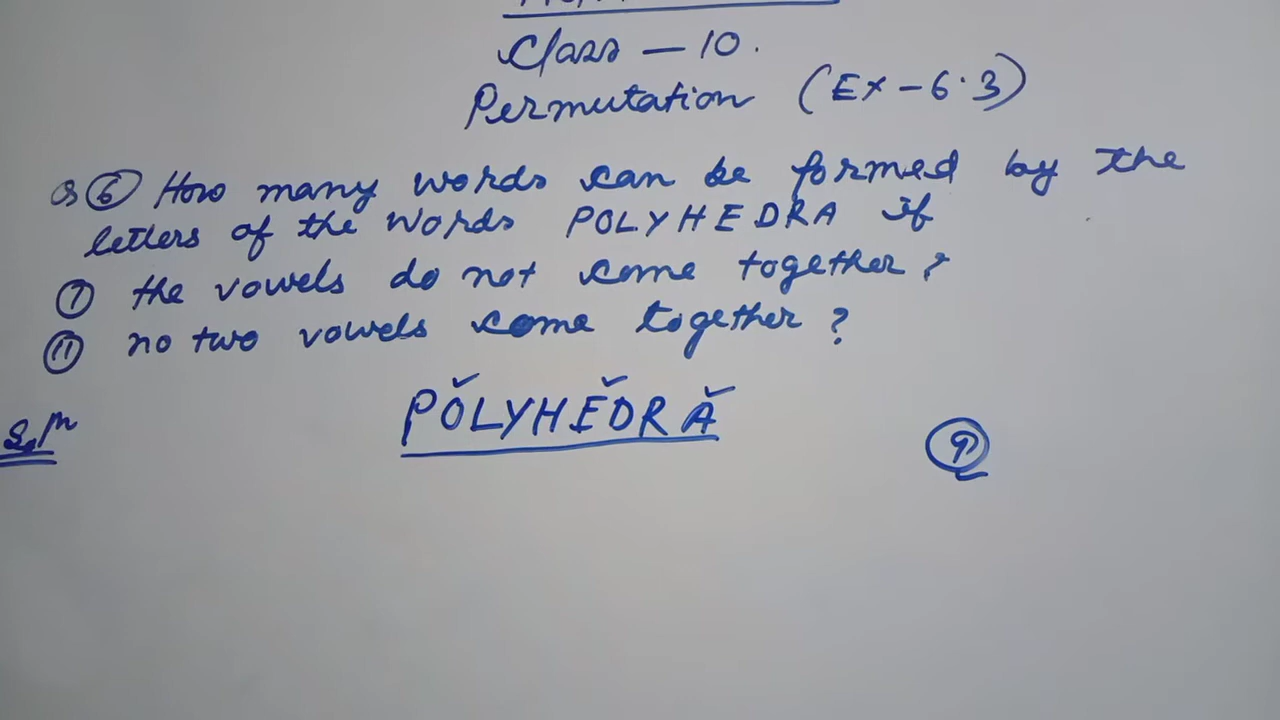 Class - 10.
Permutation (Ex - 6.3)
Q 6 How many words can be formed by the
letters of the words POLYHEDRA if
i the vowels do not come together?
ii no two vowels come together?
POLYHEDRA
Soln
9